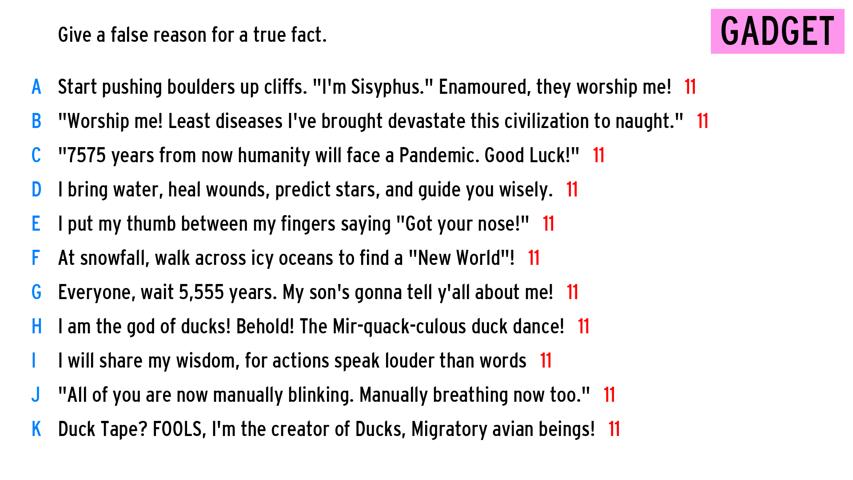 Give a false reason for a true fact.
GADGET
A Start pushing boulders up cliffs. "I'm Sisyphus." Enamoured, they worship me! 11
B "Worship me! Least diseases I've brought devastate this civilization to naught." 11
C "7575 years from now humanity will face a Pandemic. Good Luck!" 11
D I bring water, heal wounds, predict stars, and guide you wisely. 11
E I put my thumb between my fingers saying "Got your nose!" 11
F At snowfall, walk across icy oceans to find a "New World"! 11
G Everyone, wait 5,555 years. My son's gonna tell y'all about me! 11
H I am the god of ducks! Behold! The Mir-quack-culous duck dance! 11
I I will share my wisdom, for actions speak louder than words 11
J "All of you are now manually blinking. Manually breathing now too." 11
K Duck Tape? FOOLS, I'm the creator of Ducks, Migratory avian beings! 11